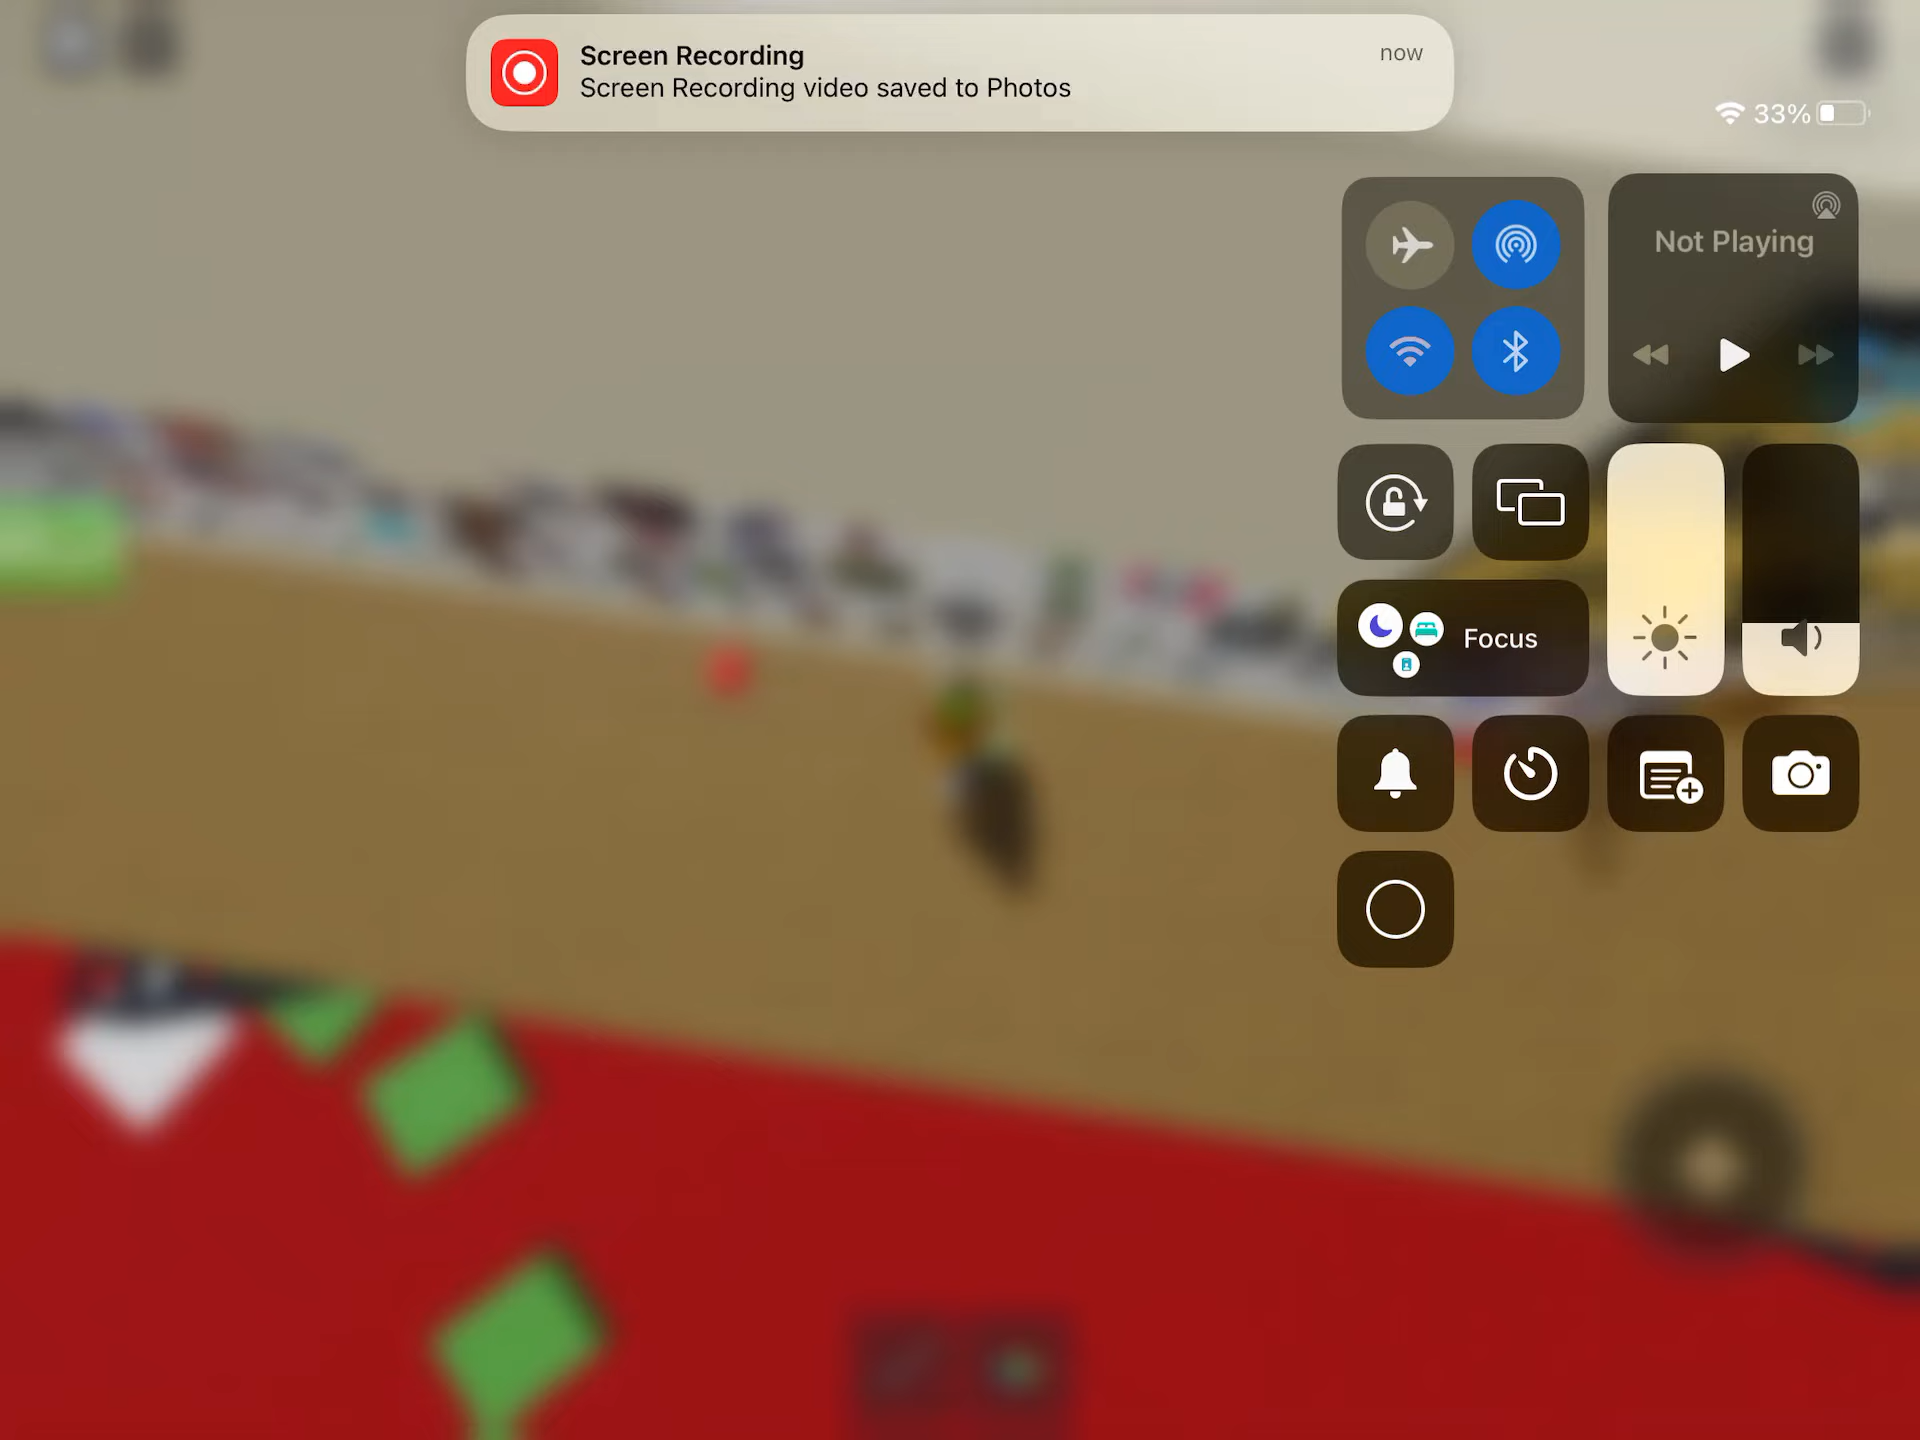 Screen Recording
now
Screen Recording video saved to Photos
33%
Not Playing
Focus